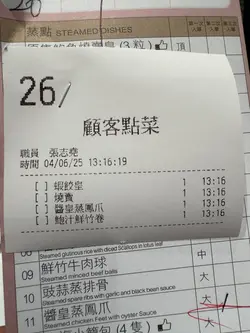 蒸點 STEAMED DISHES
26/
顧客點菜
職員 張志堯
時間 04/06/25 13:16:19
[ ] 蝦餃皇 1 13:16
[ ] 燒賣 1 13:16
[ ] 醬皇蒸鳳爪 1 13:16
[ ] 鮑汁鮮竹卷 1 13:16
Steamed glutinous rice with diced Scallops in lotus leaf
09 鮮竹牛肉球 中
Steamed minced beef balls
10 豉蒜蒸排骨 大
Steamed spare ribs with garlic and black bean sauce
11 醬皇蒸鳳爪 大
Steamed chicken Feet with oyster Sauce